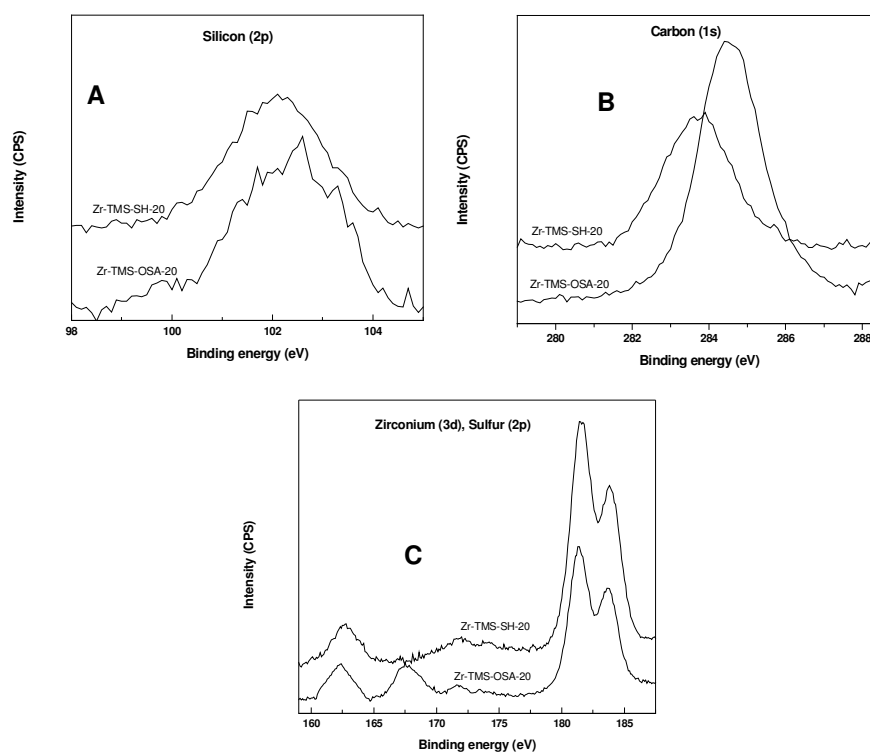 Silicon (2p)
A
Intensity (CPS)
Zr-TMS-SH-20
Zr-TMS-OSA-20
98 100 102 104
Binding energy (eV)
Carbon (1s)
B
Intensity (CPS)
Zr-TMS-SH-20
Zr-TMS-OSA-20
280 282 284 286 288
Binding energy (eV)
Zirconium (3d), Sulfur (2p)
C
Intensity (CPS)
Zr-TMS-SH-20
Zr-TMS-OSA-20
160 165 170 175 180 185
Binding energy (eV)